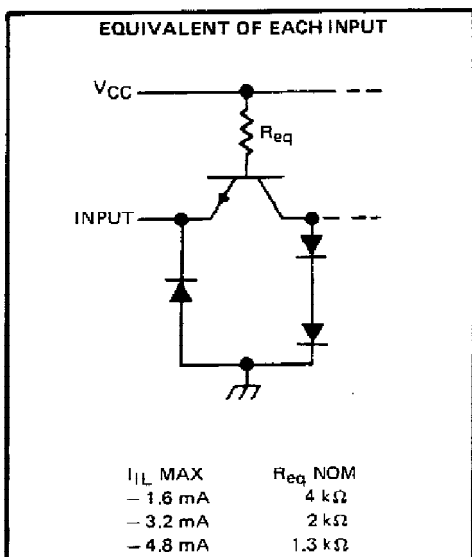 EQUIVALENT OF EACH INPUT
VCC
Req
INPUT
IIL MAX Req NOM
– 1.6 mA 4 kΩ
– 3.2 mA 2 kΩ
– 4.8 mA 1.3 kΩ